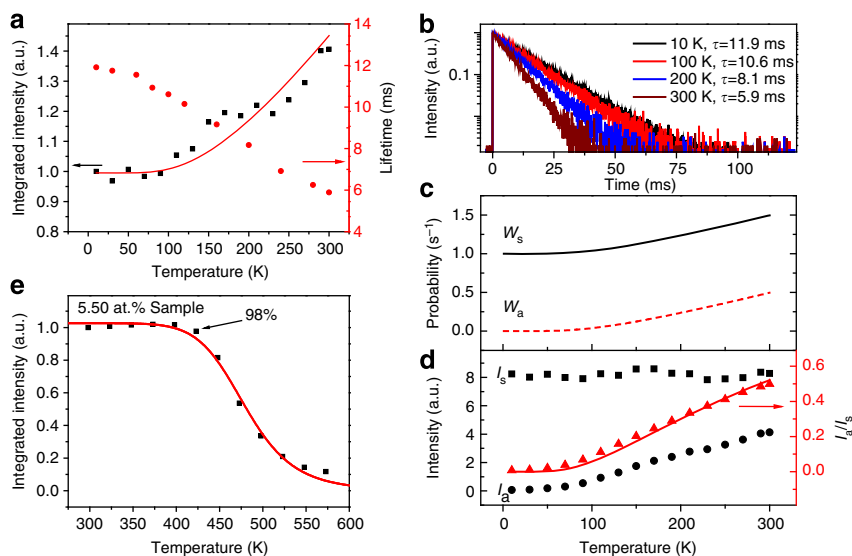 a
Integrated intensity (a.u.)
1.4
1.3
1.2
1.1
1.0
0.9
0.8
14
12
10
8
6
4
Lifetime (ms)
0 50 100 150 200 250 300
Temperature (K)
b
Intensity (a.u.)
0.1
10 K, τ=11.9 ms
100 K, τ=10.6 ms
200 K, τ=8.1 ms
300 K, τ=5.9 ms
0 25 50 75 100
Time (ms)
c
Probability (s⁻¹)
1.5
1.0
0.5
0.0
Wₛ
Wₐ
e
Integrated intensity (a.u.)
5.50 at.% Sample
98%
1.0
0.8
0.6
0.4
0.2
0.0
300 350 400 450 500 550 600
Temperature (K)
d
Intensity (a.u.)
8
6
4
2
0
Iₛ
Iₐ
0.6
0.4
0.2
0.0
Iₐ/Iₛ
0 100 200 300
Temperature (K)